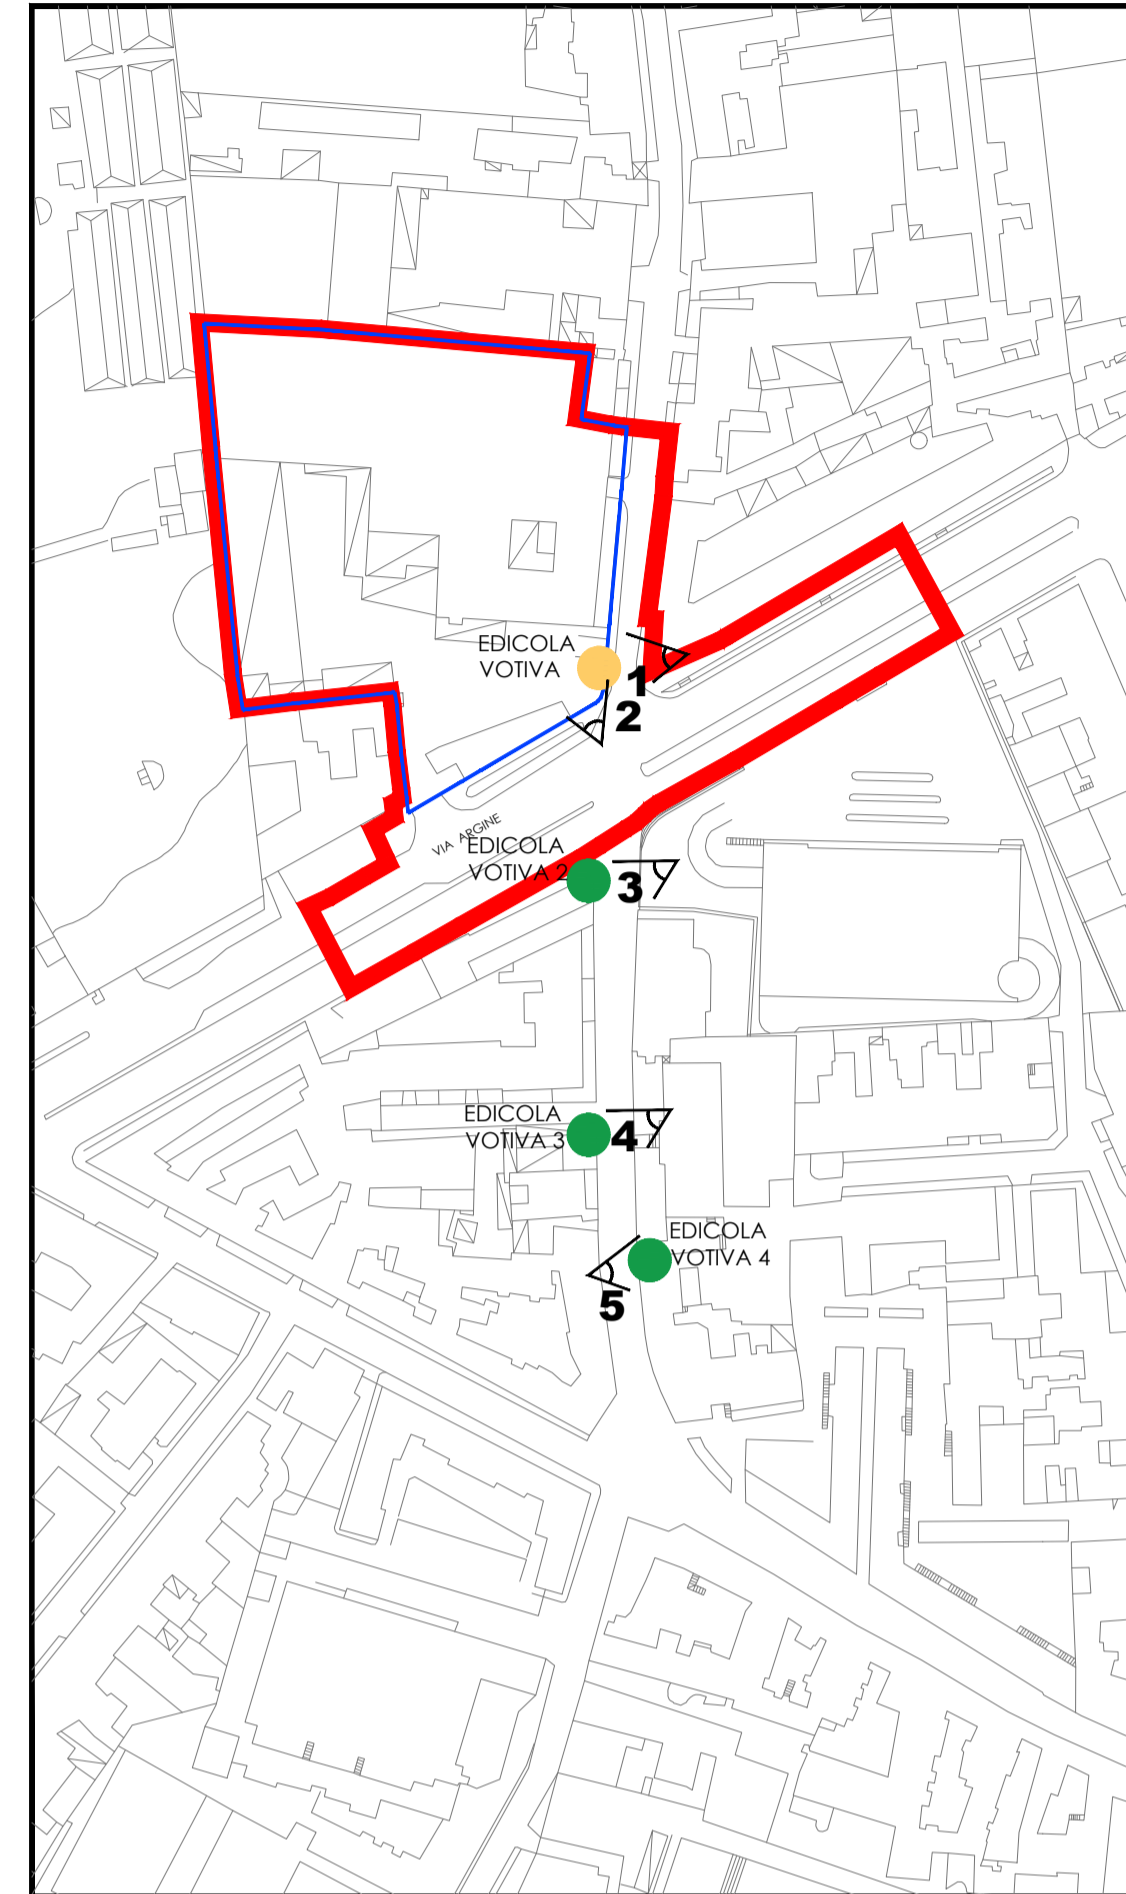 EDICOLA
VOTIVA
1
2
VIA ARGINE
EDICOLA
VOTIVA 2
3
EDICOLA
VOTIVA 3
4
EDICOLA
VOTIVA 4
5